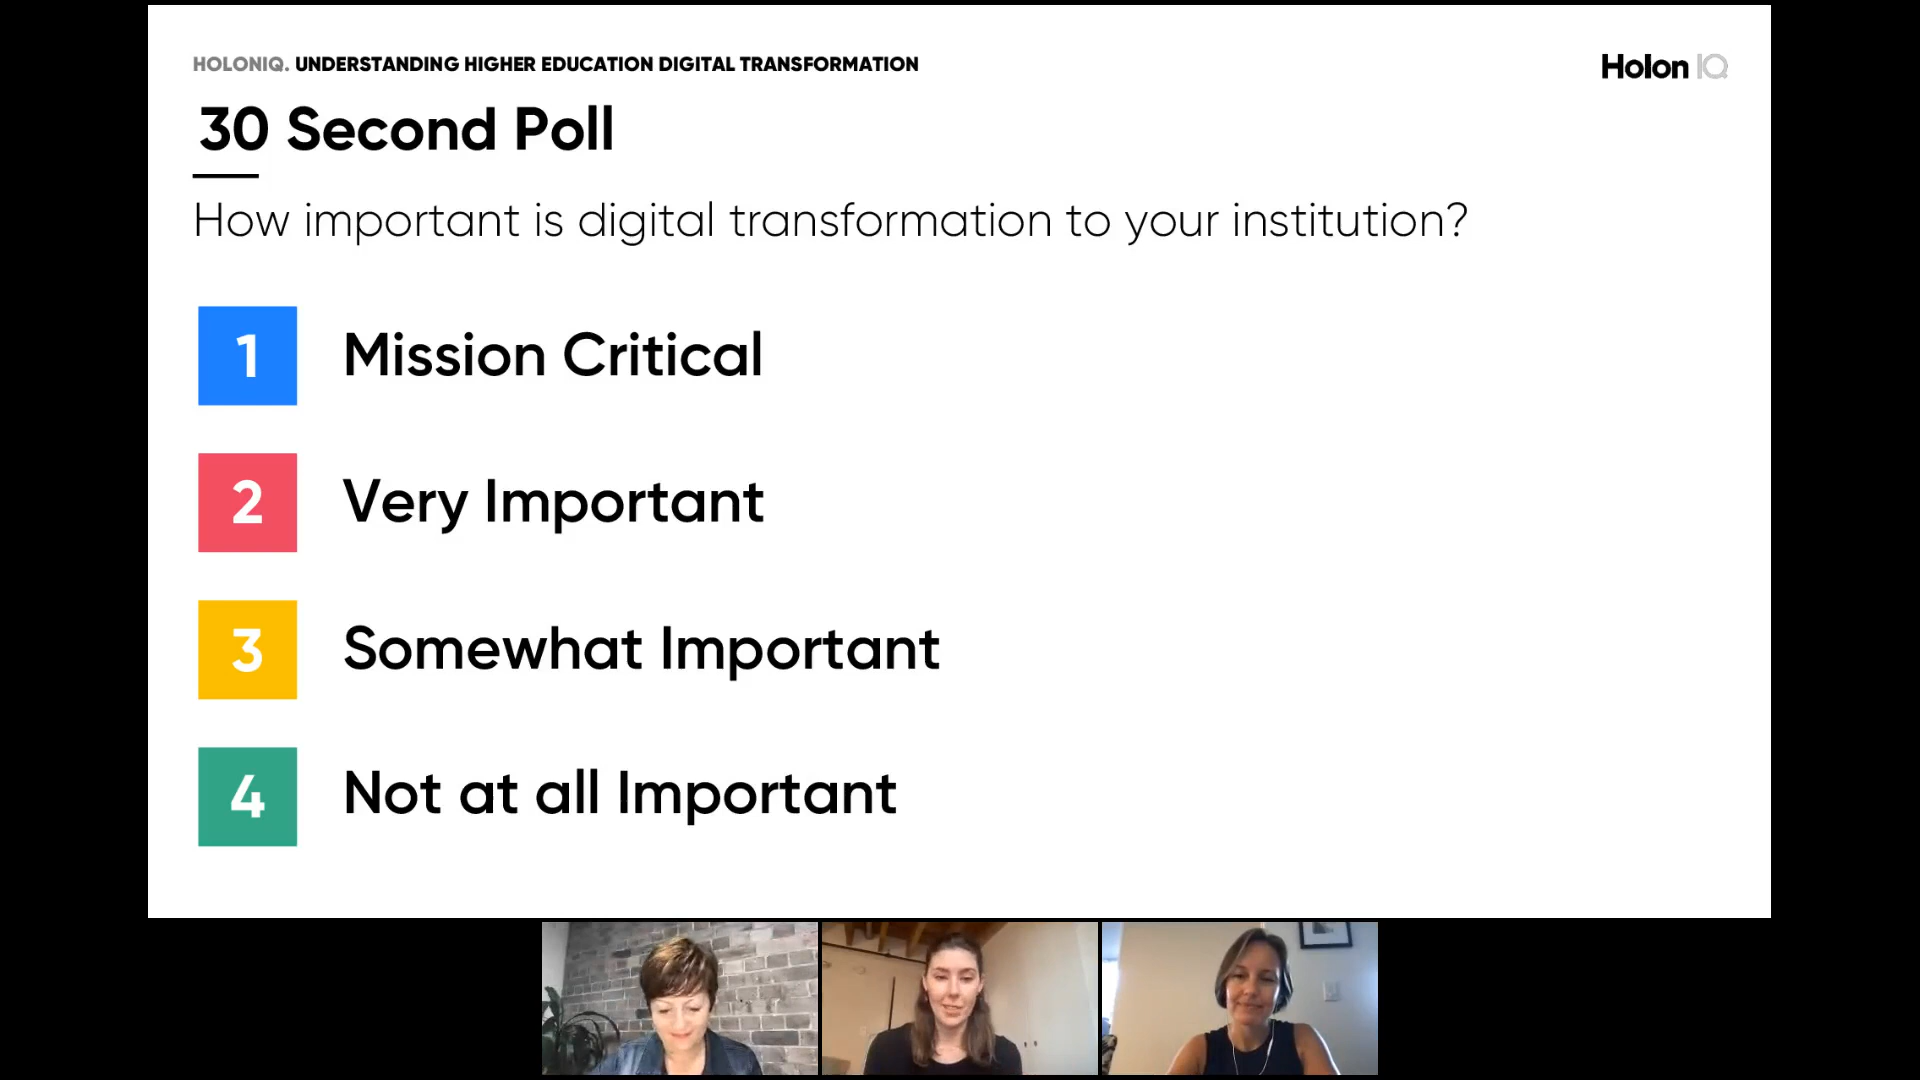 HOLONIQ. UNDERSTANDING HIGHER EDUCATION DIGITAL TRANSFORMATION
Holon IQ
30 Second Poll
How important is digital transformation to your institution?
1 Mission Critical
2 Very Important
3 Somewhat Important
4 Not at all Important